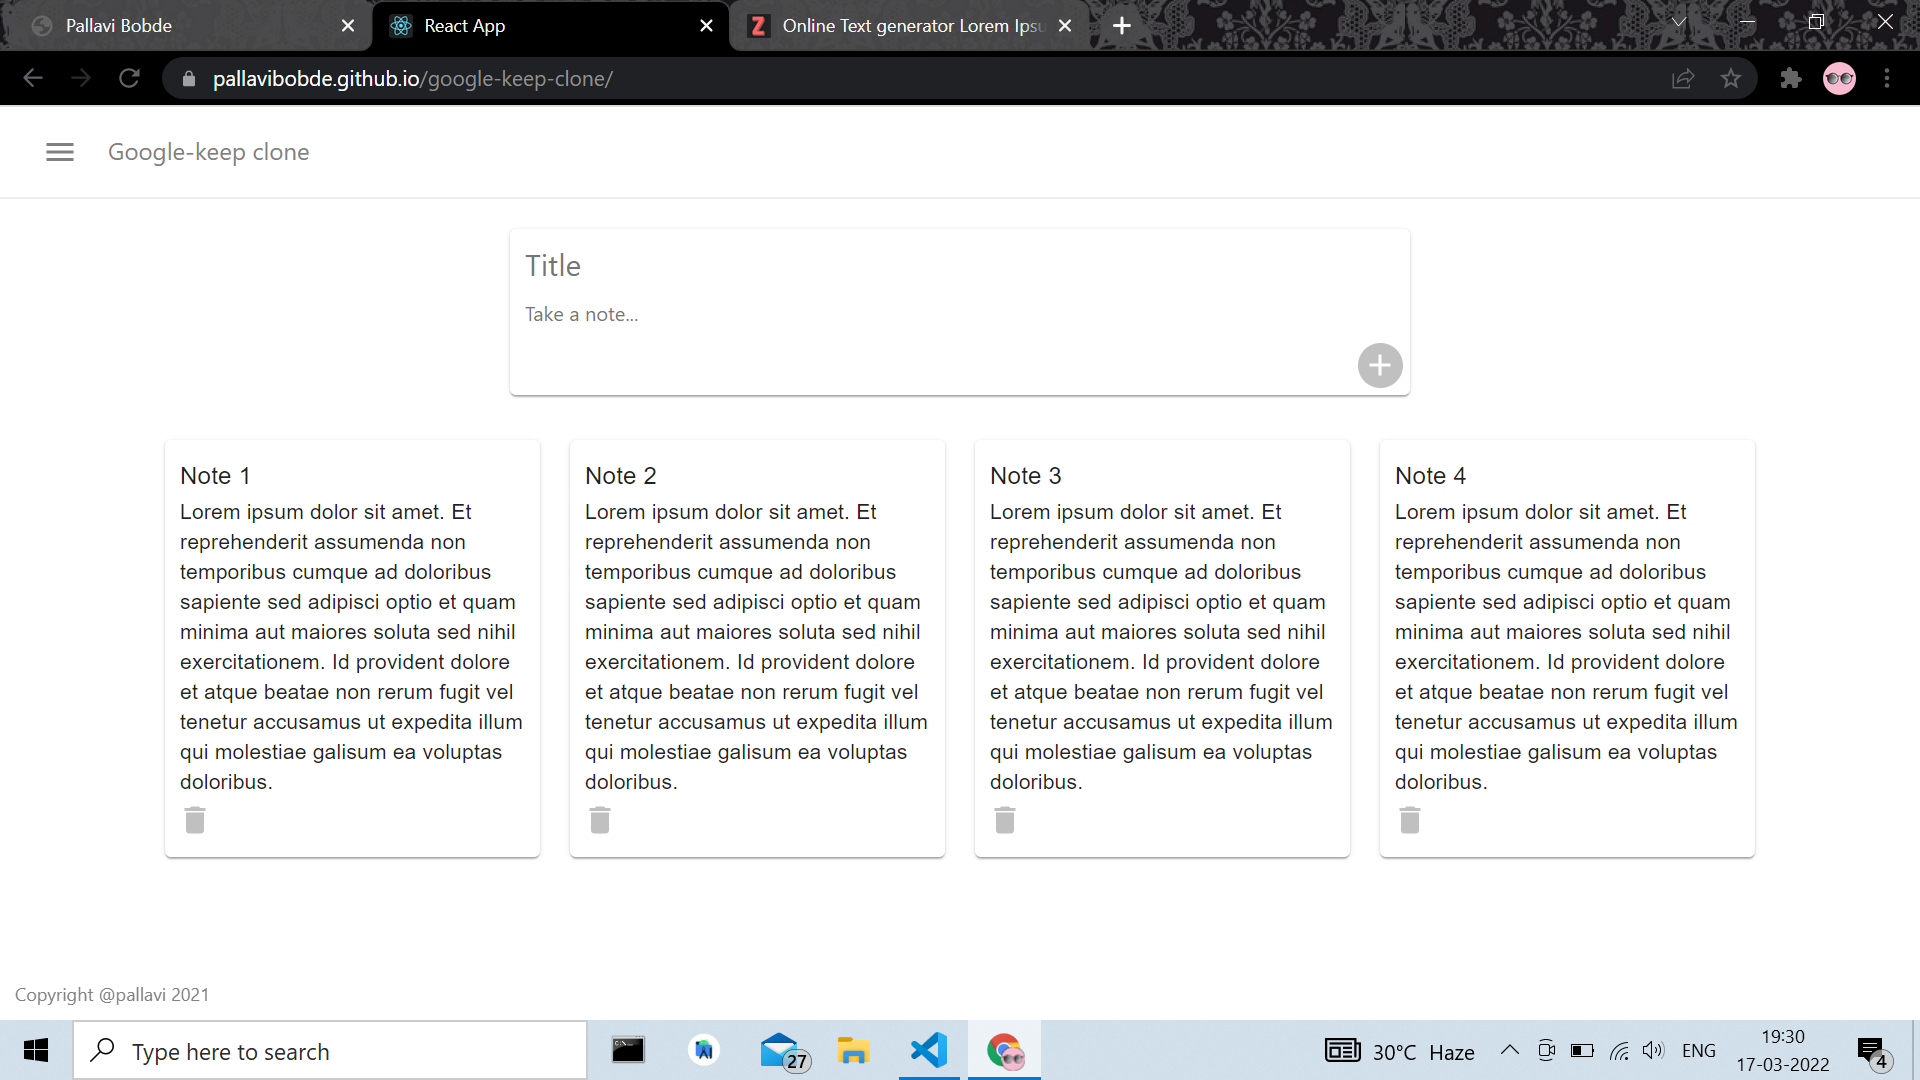 Pallavi Bobde
React App
Online Text generator Lorem Ipsu
pallavibobde.github.io/google-keep-clone/
Google-keep clone
Title
Take a note...
Note 1
Lorem ipsum dolor sit amet. Et
reprehenderit assumenda non
temporibus cumque ad doloribus
sapiente sed adipisci optio et quam
minima aut maiores soluta sed nihil
exercitationem. Id provident dolore
et atque beatae non rerum fugit vel
tenetur accusamus ut expedita illum
qui molestiae galisum ea voluptas
doloribus.
Note 2
Lorem ipsum dolor sit amet. Et
reprehenderit assumenda non
temporibus cumque ad doloribus
sapiente sed adipisci optio et quam
minima aut maiores soluta sed nihil
exercitationem. Id provident dolore
et atque beatae non rerum fugit vel
tenetur accusamus ut expedita illum
qui molestiae galisum ea voluptas
doloribus.
Note 3
Lorem ipsum dolor sit amet. Et
reprehenderit assumenda non
temporibus cumque ad doloribus
sapiente sed adipisci optio et quam
minima aut maiores soluta sed nihil
exercitationem. Id provident dolore
et atque beatae non rerum fugit vel
tenetur accusamus ut expedita illum
qui molestiae galisum ea voluptas
doloribus.
Note 4
Lorem ipsum dolor sit amet. Et
reprehenderit assumenda non
temporibus cumque ad doloribus
sapiente sed adipisci optio et quam
minima aut maiores soluta sed nihil
exercitationem. Id provident dolore
et atque beatae non rerum fugit vel
tenetur accusamus ut expedita illum
qui molestiae galisum ea voluptas
doloribus.
Copyright @pallavi 2021
Type here to search
27
30°C Haze
ENG
19:30
17-03-2022
4